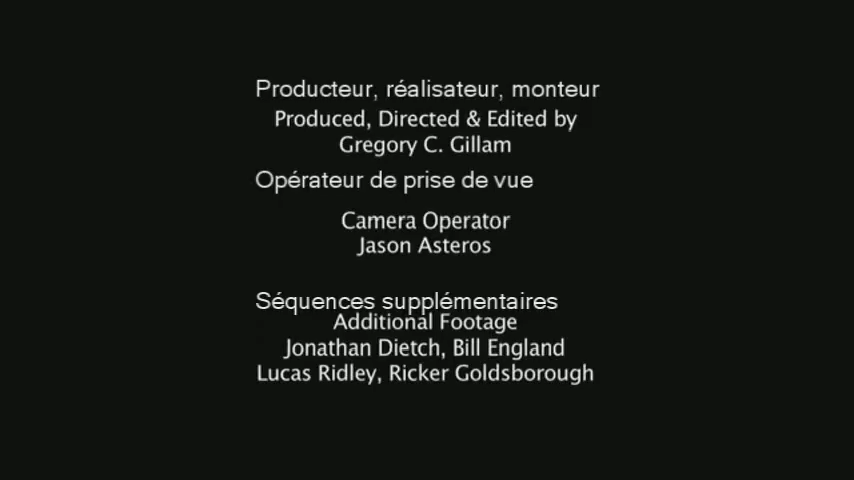 Producteur, réalisateur, monteur
Produced, Directed & Edited by
Gregory C. Gillam
Opérateur de prise de vue
Camera Operator
Jason Asteros
Séquences supplémentaires
Additional Footage
Jonathan Dietch, Bill England
Lucas Ridley, Ricker Goldsborough